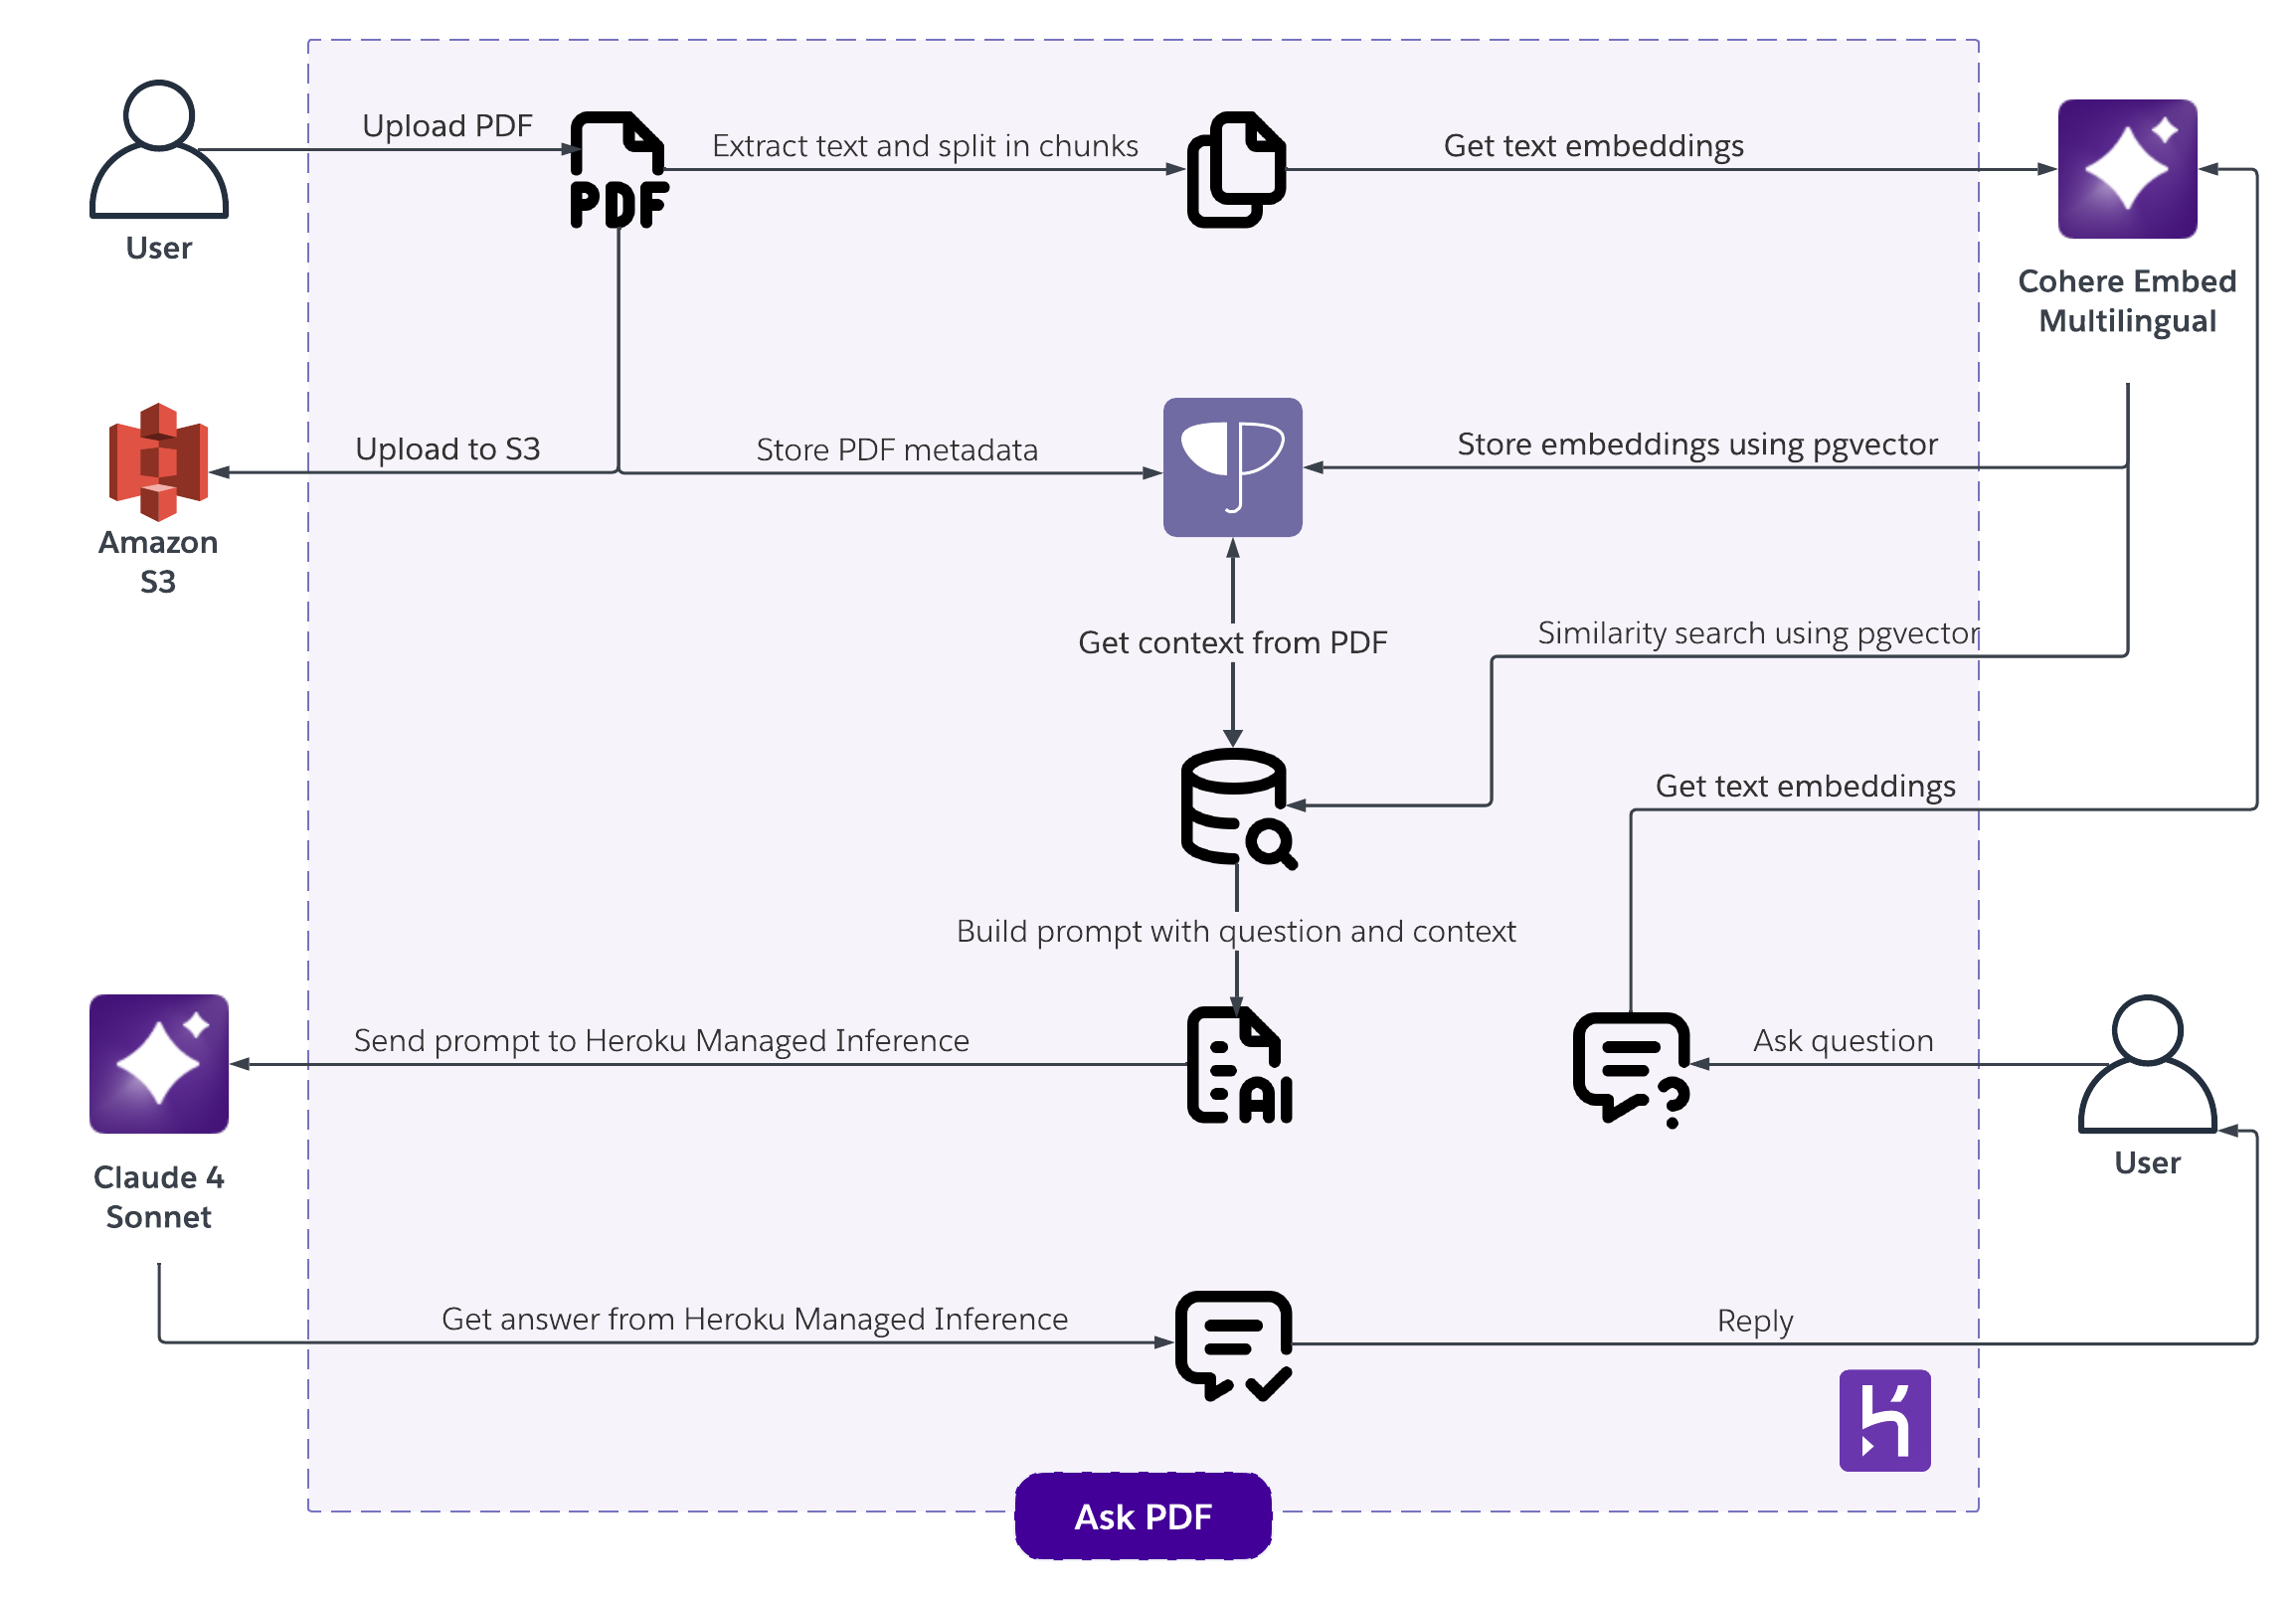 Upload PDF
PDF
Extract text and split in chunks
Get text embeddings
User
Cohere Embed
Multilingual
Upload to S3
Store PDF metadata
Store embeddings using pgvector
Amazon
S3
Get context from PDF
Similarity search using pgvector
Get text embeddings
Build prompt with question and context
Send prompt to Heroku Managed Inference
AI
Ask question
?
User
Claude 4
Sonnet
Get answer from Heroku Managed Inference
Reply
Ask PDF